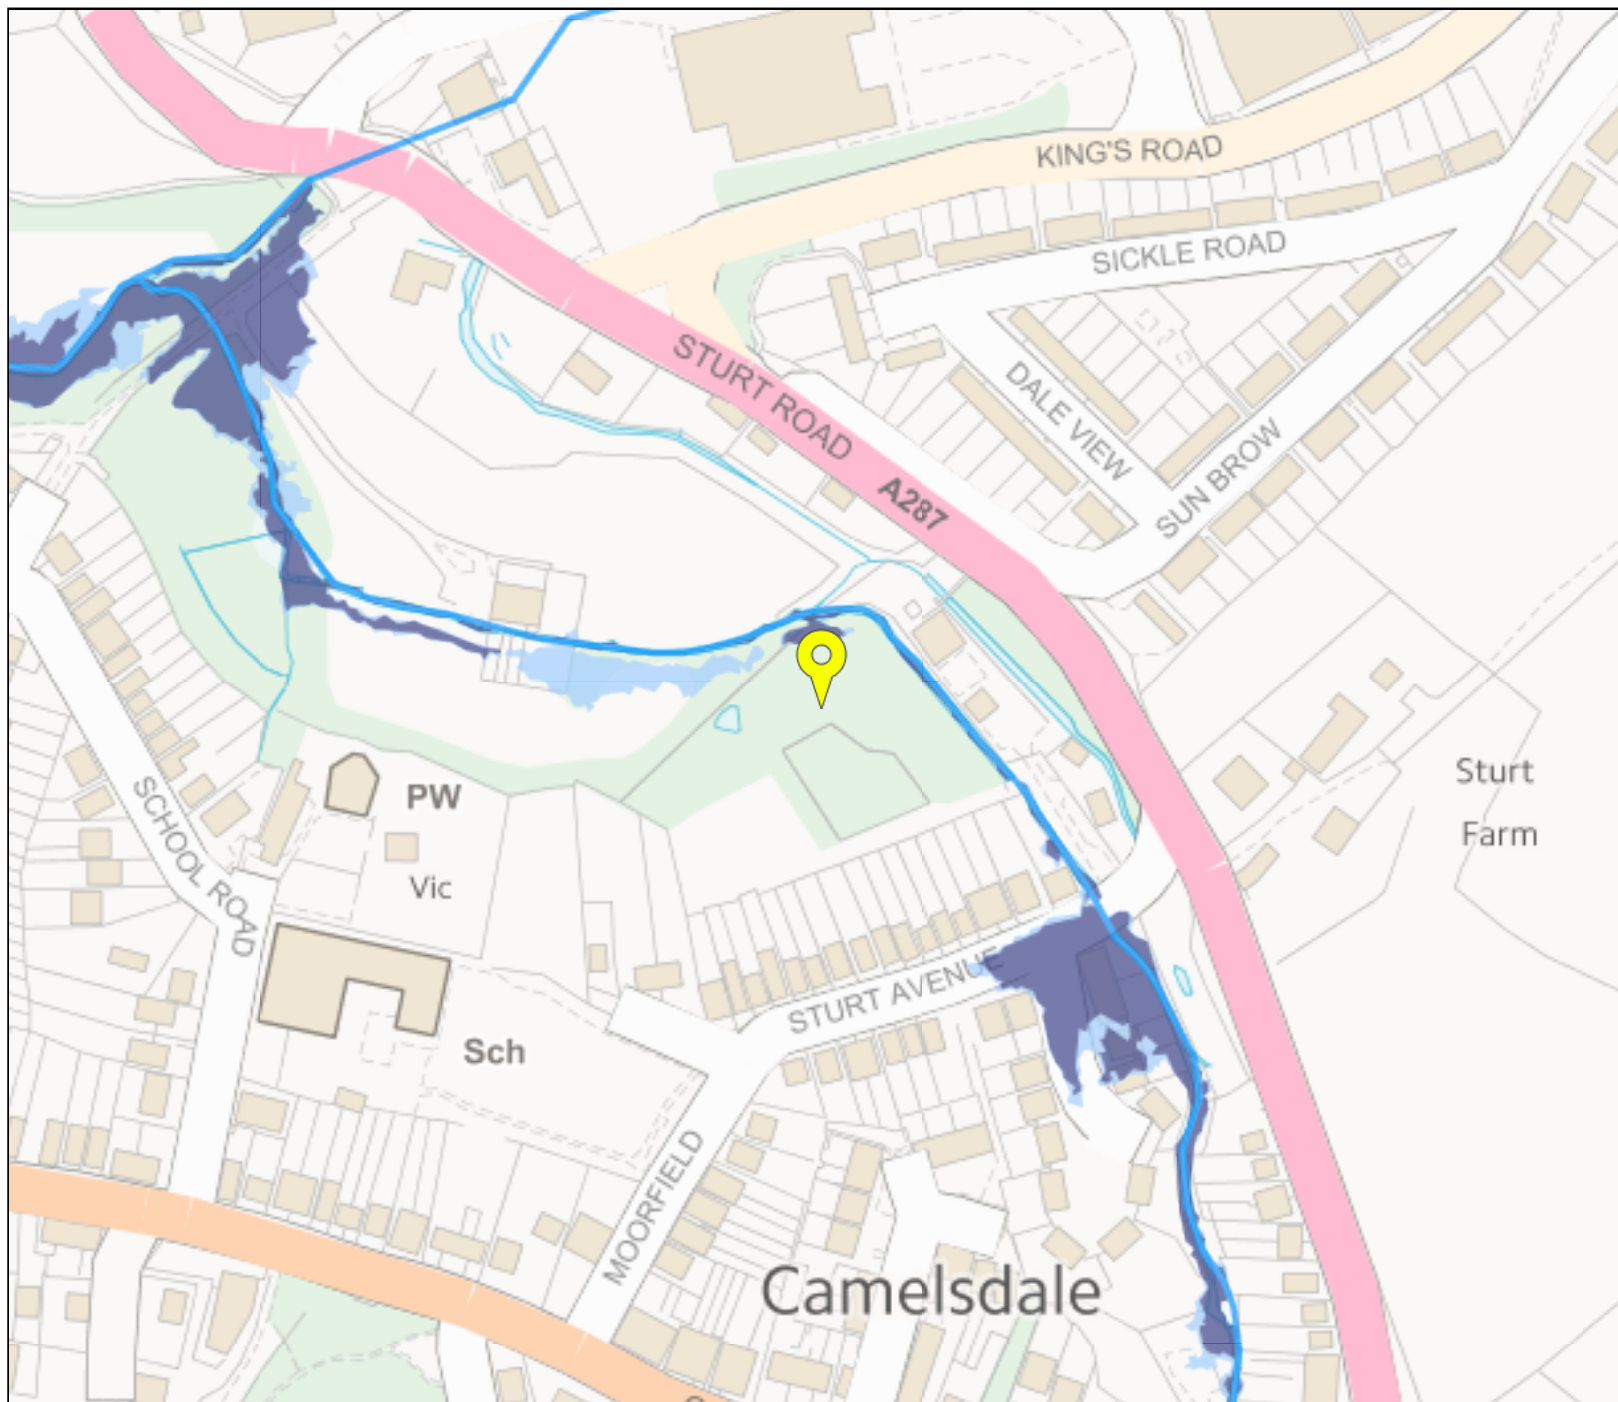 KING'S ROAD
SICKLE ROAD
STURT ROAD
DALE VIEW
A287
SUN BROW
Sturt
Farm
SCHOOL ROAD
PW
Vic
STURT AVENUE
Sch
MOORFIELD
Camelsdale